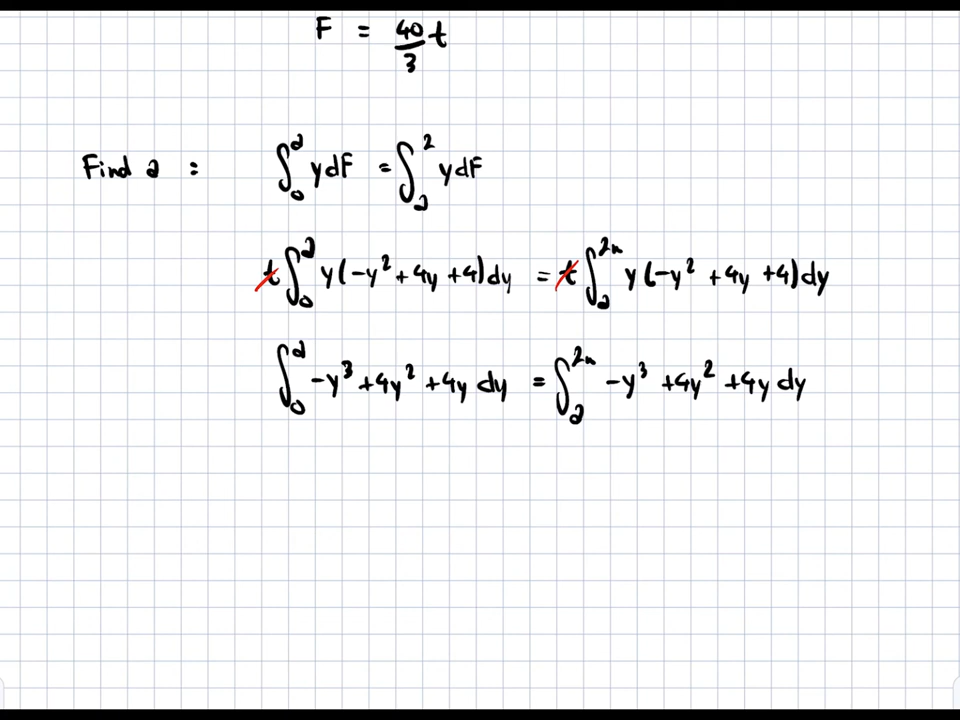 F = 40/3 t
Find a : ∫₀ᵃ y dF = ∫ₐ² y dF
t ∫₀ᵃ y(-y² + 4y + 4) dy = t ∫ₐ²ᵐ y(-y² + 4y + 4) dy
∫₀ᵃ -y³ + 4y² + 4y dy = ∫ₐ²ᵐ -y³ + 4y² + 4y dy